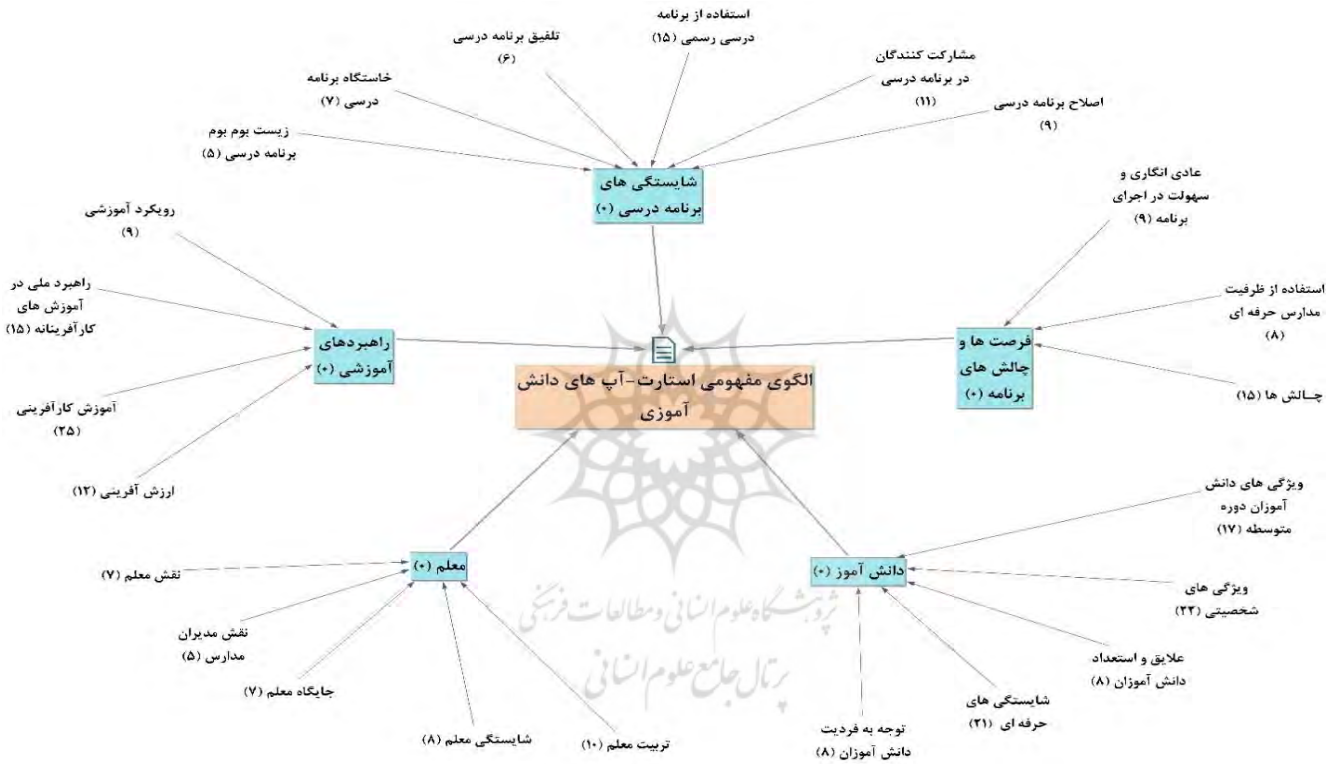 استفاده از برنامه
درسی رسمی (۱۵)
تلفیق برنامه درسی
(۶)
مشارکت کنندگان
در برنامه درسی
(۱۱)
خاستگاه برنامه
درسی (۷)
اصلاح برنامه درسی
(۹)
زیست بوم بوم
برنامه درسی (۵)
شایستگی های
برنامه درسی (۰)
عادی انگاری و
سهولت در اجرای
برنامه (۹)
استفاده از ظرفیت
مدارس حرفه ای
(۸)
چـالش ها (۱۵)
فرصت ها و
چالش های
برنامه (۰)
رویکرد آموزشی
(۹)
راهبرد ملی در
آموزش های
کارآفرینانه (۱۵)
آموزش کارآفرینی
(۲۵)
ارزش آفرینی (۱۲)
راهبردهای
آموزشی (۰)
الگوی مفهومی استارت-آپ های دانش
آموزی
ویژگی های دانش
آموزان دوره
متوسطه (۱۷)
ویژگی های
شخصیتی (۲۲)
علایق و استعداد
دانش آموزان (۸)
شایستگی های
حرفه ای (۲۱)
توجه به فردیت
دانش آموزان (۸)
دانش آموز (۰)
معلم (۰)
نقش معلم (۷)
نقش مدیران
مدارس (۵)
جایگاه معلم (۷)
شایستگی معلم (۸)
تربیت معلم (۱۰)
پژوهشگاه علوم انسانی و مطالعات فرهنگی
پرتال جامع علوم انسانی